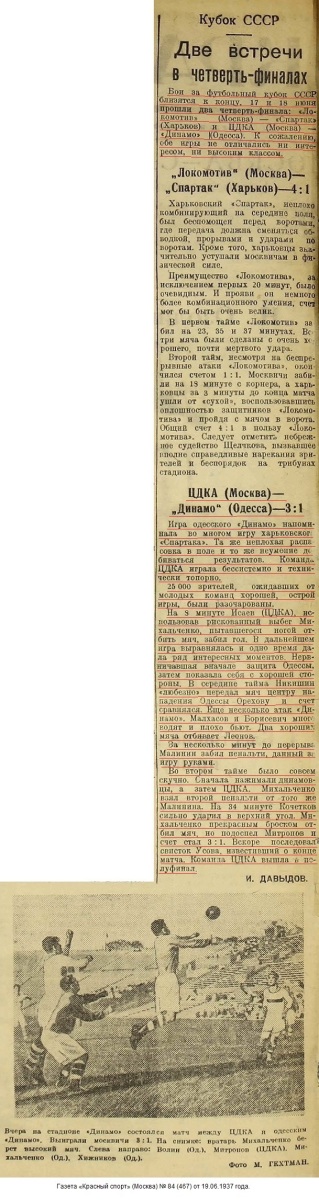 Кубок СССР
Две встречи
в четверть-финалах
Бои за футбольный кубок СССР
близятся к концу. 17 и 18 июня
прошли два четверть-финала: «Ло-
комотив» (Москва) — «Спартак»
(Харьков) и ЦДКА (Москва) —
«Динамо» (Одесса). К сожалению,
обе игры не отличались ни инте-
ресом, ни высоким классом.
„Локомотив" (Москва)—
„Спартак" (Харьков)—4:1
Харьковский «Спартак», неплохо
комбинирующий на середине поля,
был беспомощен перед воротами,
где передача должна сменяться об-
водкой, прорывами и ударами по
воротам. Кроме того, харьковцы зна-
чительно уступали москвичам в фи-
зической силе.
Преимущество «Локомотива», за
исключением первых 20 минут, было
очевидным. И прояви он немного
более комбинационного умения, счет
мог бы быть очень велик.
В первом тайме «Локомотив» за-
бил на 23, 35 и 37 минутах. Все
три мяча были сделаны с очень хо-
рошего, почти мертвого удара.
Второй тайм, несмотря на беспре-
рывные атаки «Локомотива», окон-
чился счетом 1:1. Москвичи заби-
ли на 18 минуте с корнера, а харь-
ковцы за 3 минуты до конца матча
ушли от «сухой», воспользовавшись
оплошностью защитников «Локомо-
тива» и пройдя с мячом в ворота.
Общий счет 4:1 в пользу «Локо-
мотива». Следует отметить небреж-
ное судейство Щелчкова, вызвавшее
вполне справедливые нарекания зри-
телей и беспорядок на трибунах
стадиона.
ЦДКА (Москва)—
„Динамо" (Одесса)—3:1
Игра одесского «Динамо» напоми-
нала во многом игру харьковского
«Спартака». Та же неплохая распа-
совка в поле и то же неумение до-
биваться результатов. Команда
ЦДКА играла бессистемно и техни-
чески топорно.
25 000 зрителей, ожидавших от
молодых команд хорошей, острой
игры, были разочарованы.
На 8 минуте Исаев (ЦДКА), ис-
пользовав рискованный выбег Ми-
хальченко, пытавшегося ногой от-
бить мяч, забил гол. В дальнейшем
игра выравнялась и одно время да-
ла ряд интересных моментов. Нерв-
ничавшая вначале защита Одессы,
затем показала себя с хорошей сто-
роны. В середине тайма Никишин
«любезно» передал мяч центру на-
падения Одессы Орехову и счет
сравнялся. Еще несколько атак «Ди-
намо». Малхасов и Борисевич много
водят и плохо бьют. Два хороших
мяча отбивает Леонов.
За несколько минут до перерыва
Малинин забил пенальти, данный за
игру руками.
Во втором тайме было совсем
скучно. Сначала нажимали динамов-
цы, а затем ЦДКА. Михальченко
взял второй пенальти от того же
Малинина. На 34 минуте Кочетков
сильно ударил в верхний угол. Ми-
хальченко прекрасным броском от-
бил мяч, но подоспел Митронов и
счет стал 3:1. Вскоре последовал
свисток Усова, известивший о конце
матча. Команда ЦДКА вышла в по-
луфинал.
И. ДАВЫДОВ.
Вчера на стадионе «Динамо» состоялся матч между ЦДКА и одесским
«Динамо». Выиграли москвичи 3:1. На снимке: вратарь Михальченко бе-
рет высокий мяч. Слева направо: Волин (Од.), Митронов (ЦДКА), Ми-
хальченко (Од.), Хижников (Од.).
Фото М. ГЕХТМАН.
Газета «Красный спорт» (Москва) № 84 (467) от 19.06.1937 год.